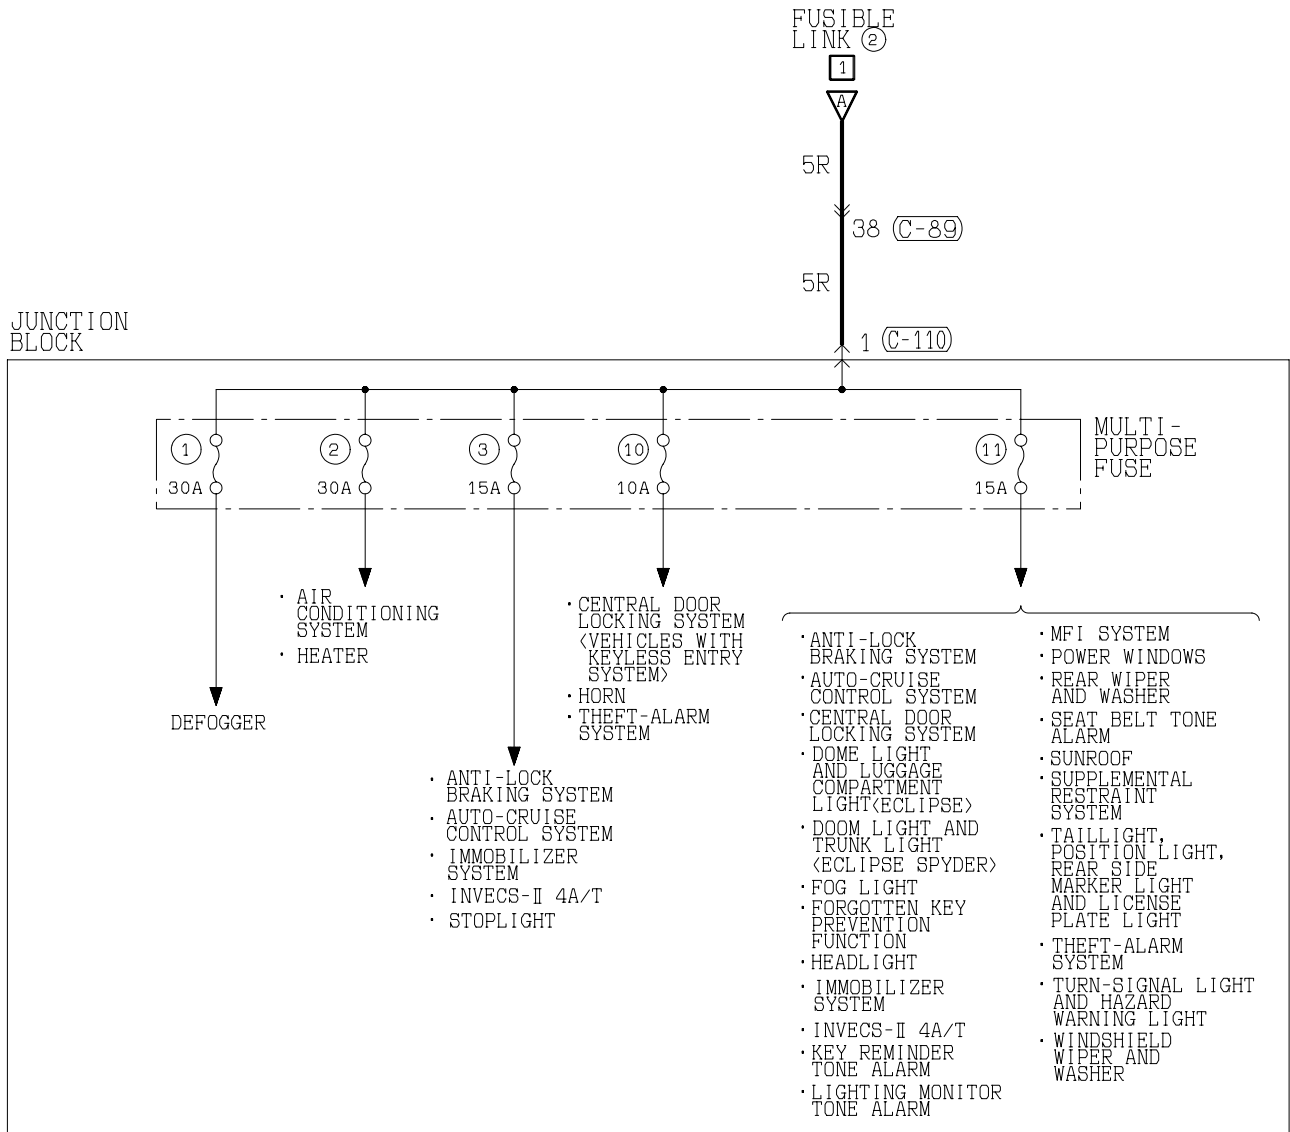 FUSIBLE
LINK ②
1
A
5R
38 (C-89)
5R
1 (C-110)
JUNCTION
BLOCK
MULTI-
PURPOSE
FUSE
1
30A
2
30A
3
15A
10
10A
11
15A
DEFOGGER
· AIR
CONDITIONING
SYSTEM
· HEATER
· ANTI-LOCK
BRAKING SYSTEM
· AUTO-CRUISE
CONTROL SYSTEM
· IMMOBILIZER
SYSTEM
· INVECS-Ⅱ 4A/T
· STOPLIGHT
· CENTRAL DOOR
LOCKING SYSTEM
<VEHICLES WITH
KEYLESS ENTRY
SYSTEM>
· HORN
· THEFT-ALARM
SYSTEM
· ANTI-LOCK
BRAKING SYSTEM
· AUTO-CRUISE
CONTROL SYSTEM
· CENTRAL DOOR
LOCKING SYSTEM
· DOME LIGHT
AND LUGGAGE
COMPARTMENT
LIGHT<ECLIPSE>
· DOOM LIGHT AND
TRUNK LIGHT
<ECLIPSE SPYDER>
· FOG LIGHT
· FORGOTTEN KEY
PREVENTION
FUNCTION
· HEADLIGHT
· IMMOBILIZER
SYSTEM
· INVECS-Ⅱ 4A/T
· KEY REMINDER
TONE ALARM
· LIGHTING MONITOR
TONE ALARM
· MFI SYSTEM
· POWER WINDOWS
· REAR WIPER
AND WASHER
· SEAT BELT TONE
ALARM
· SUNROOF
· SUPPLEMENTAL
RESTRAINT
SYSTEM
· TAILLIGHT,
POSITION LIGHT,
REAR SIDE
MARKER LIGHT
AND LICENSE
PLATE LIGHT
· THEFT-ALARM
SYSTEM
· TURN-SIGNAL LIGHT
AND HAZARD
WARNING LIGHT
· WINDSHIELD
WIPER AND
WASHER